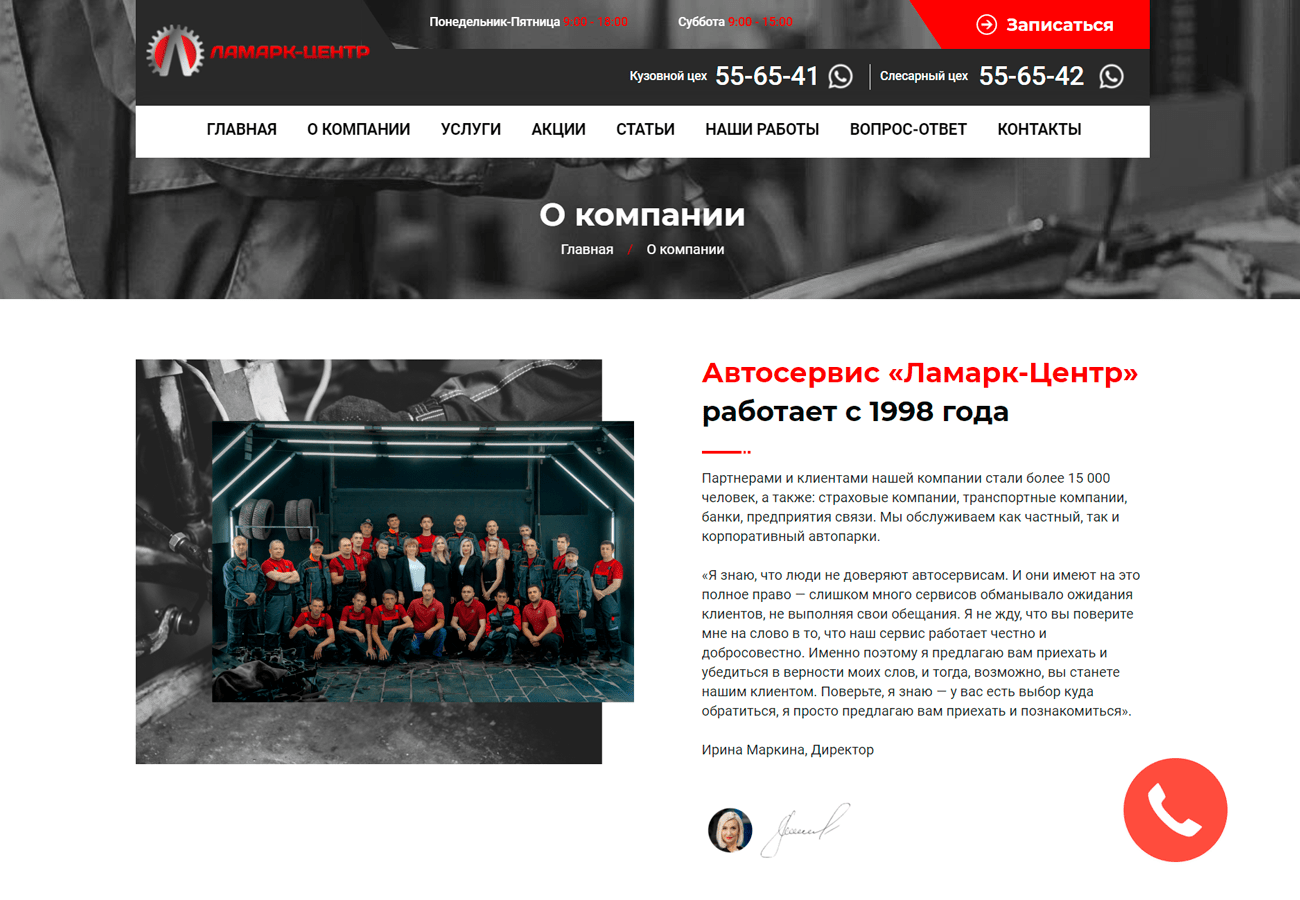 Понедельник-Пятница 9:00 - 18:00
Суббота 9:00 - 15:00
Записаться
ЛАМАРК-ЦЕНТР
Кузовной цех 55-65-41
Слесарный цех 55-65-42
ГЛАВНАЯ О КОМПАНИИ УСЛУГИ АКЦИИ СТАТЬИ НАШИ РАБОТЫ ВОПРОС-ОТВЕТ КОНТАКТЫ
О компании
Главная / О компании
Автосервис «Ламарк-Центр»
работает с 1998 года
Партнерами и клиентами нашей компании стали более 15 000
человек, а также: страховые компании, транспортные компании,
банки, предприятия связи. Мы обслуживаем как частный, так и
корпоративный автопарки.
«Я знаю, что люди не доверяют автосервисам. И они имеют на это
полное право — слишком много сервисов обманывало ожидания
клиентов, не выполняя свои обещания. Я не жду, что вы поверите
мне на слово в то, что наш сервис работает честно и
добросовестно. Именно поэтому я предлагаю вам приехать и
убедиться в верности моих слов, и тогда, возможно, вы станете
нашим клиентом. Поверьте, я знаю — у вас есть выбор куда
обратиться, я просто предлагаю вам приехать и познакомиться».
Ирина Маркина, Директор